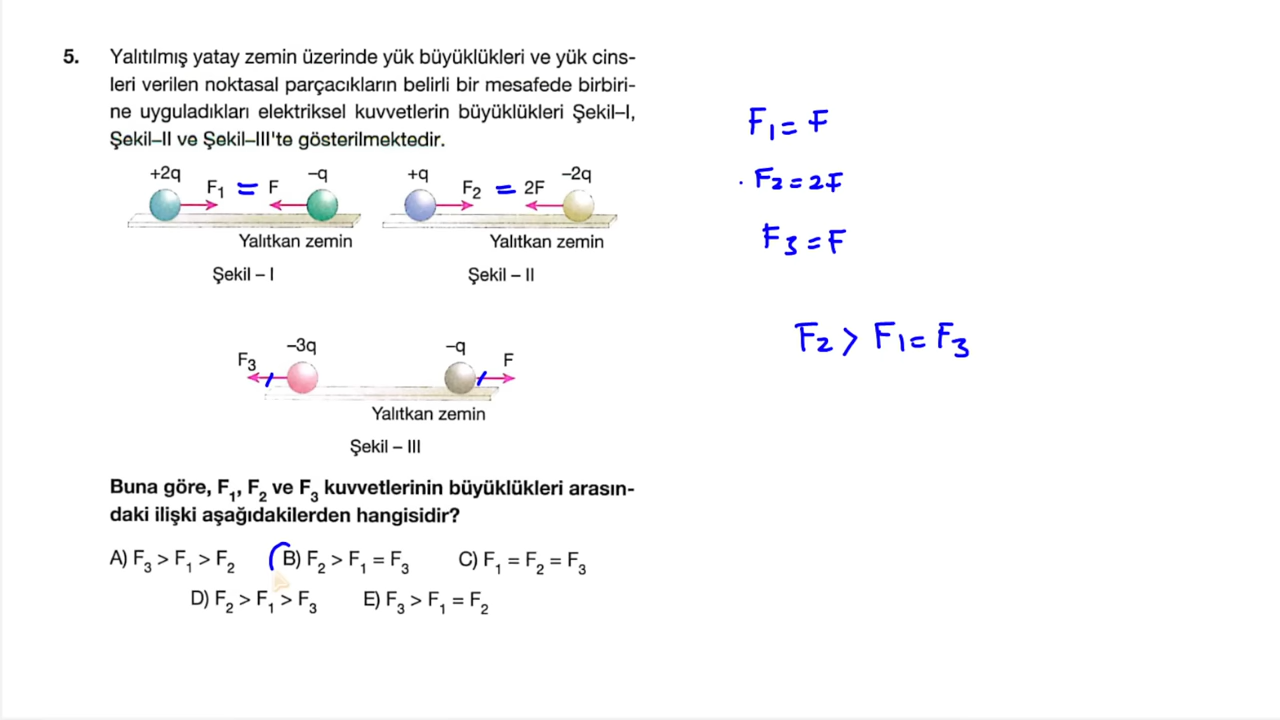 5. Yalıtılmış yatay zemin üzerinde yük büyüklükleri ve yük cins-
leri verilen noktasal parçacıkların belirli bir mesafede birbiri-
ne uyguladıkları elektriksel kuvvetlerin büyüklükleri Şekil–I,
Şekil–II ve Şekil–III'te gösterilmektedir.
+2q F₁ = F –q
Yalıtkan zemin
Şekil – I
+q F₂ = 2F –2q
Yalıtkan zemin
Şekil – II
F₃ –3q –q F
Yalıtkan zemin
Şekil – III
Buna göre, F₁, F₂ ve F₃ kuvvetlerinin büyüklükleri arasın-
daki ilişki aşağıdakilerden hangisidir?
A) F₃ > F₁ > F₂ B) F₂ > F₁ = F₃ C) F₁ = F₂ = F₃
D) F₂ > F₁ > F₃ E) F₃ > F₁ = F₂
F₁ = F
F₂ = 2F
F₃ = F
F₂ > F₁ = F₃